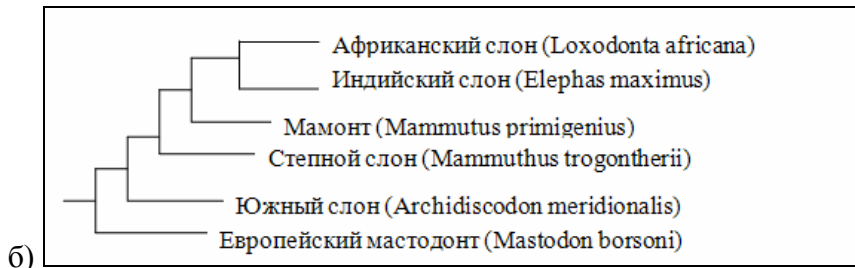 Африканский слон (Loxodonta africana)
Индийский слон (Elephas maximus)
Мамонт (Mammutus primigenius)
Степной слон (Mammuthus trogontherii)
Южный слон (Archidiscodon meridionalis)
Европейский мастодонт (Mastodon borsoni)
б)